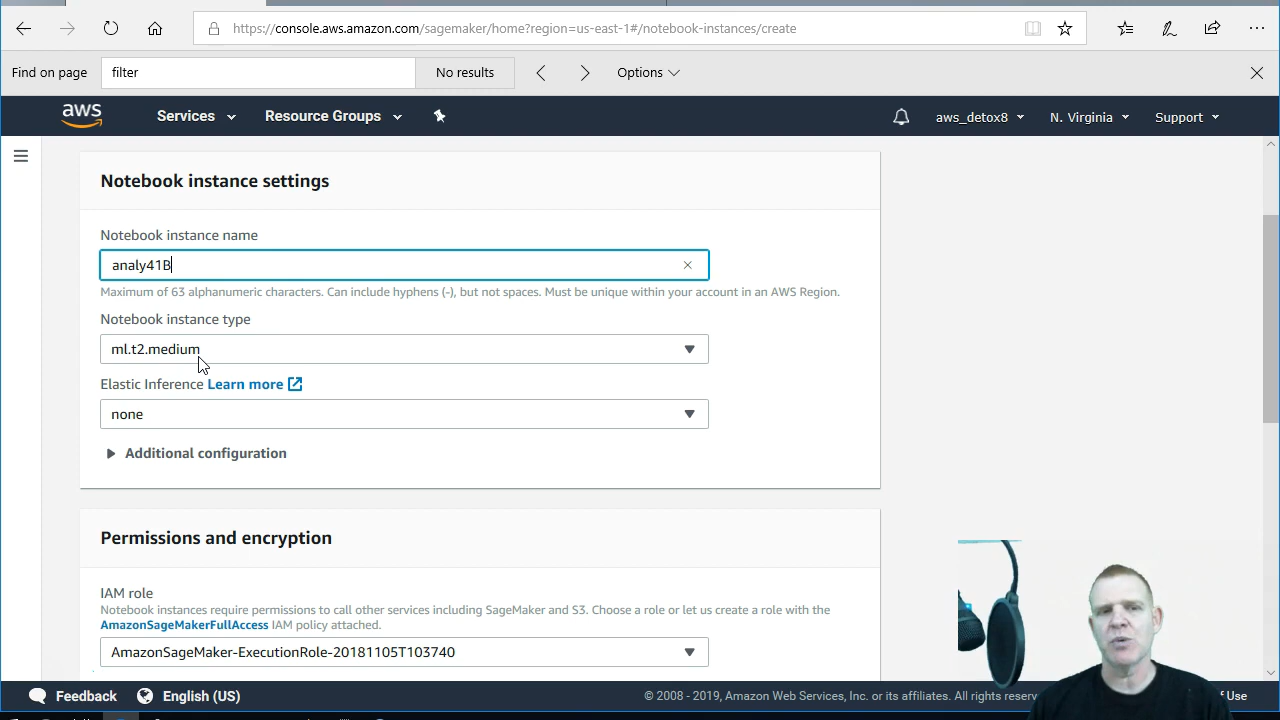 https://console.aws.amazon.com/sagemaker/home?region=us-east-1#/notebook-instances/create
Find on page filter No results Options
aws Services Resource Groups aws_detox8 N. Virginia Support
Notebook instance settings
Notebook instance name
analy41B
Maximum of 63 alphanumeric characters. Can include hyphens (-), but not spaces. Must be unique within your account in an AWS Region.
Notebook instance type
ml.t2.medium
Elastic Inference Learn more
none
Additional configuration
Permissions and encryption
IAM role
Notebook instances require permissions to call other services including SageMaker and S3. Choose a role or let us create a role with the
AmazonSageMakerFullAccess IAM policy attached.
AmazonSageMaker-ExecutionRole-20181105T103740
Feedback English (US) © 2008 - 2019, Amazon Web Services, Inc. or its affiliates. All rights reserv f Use